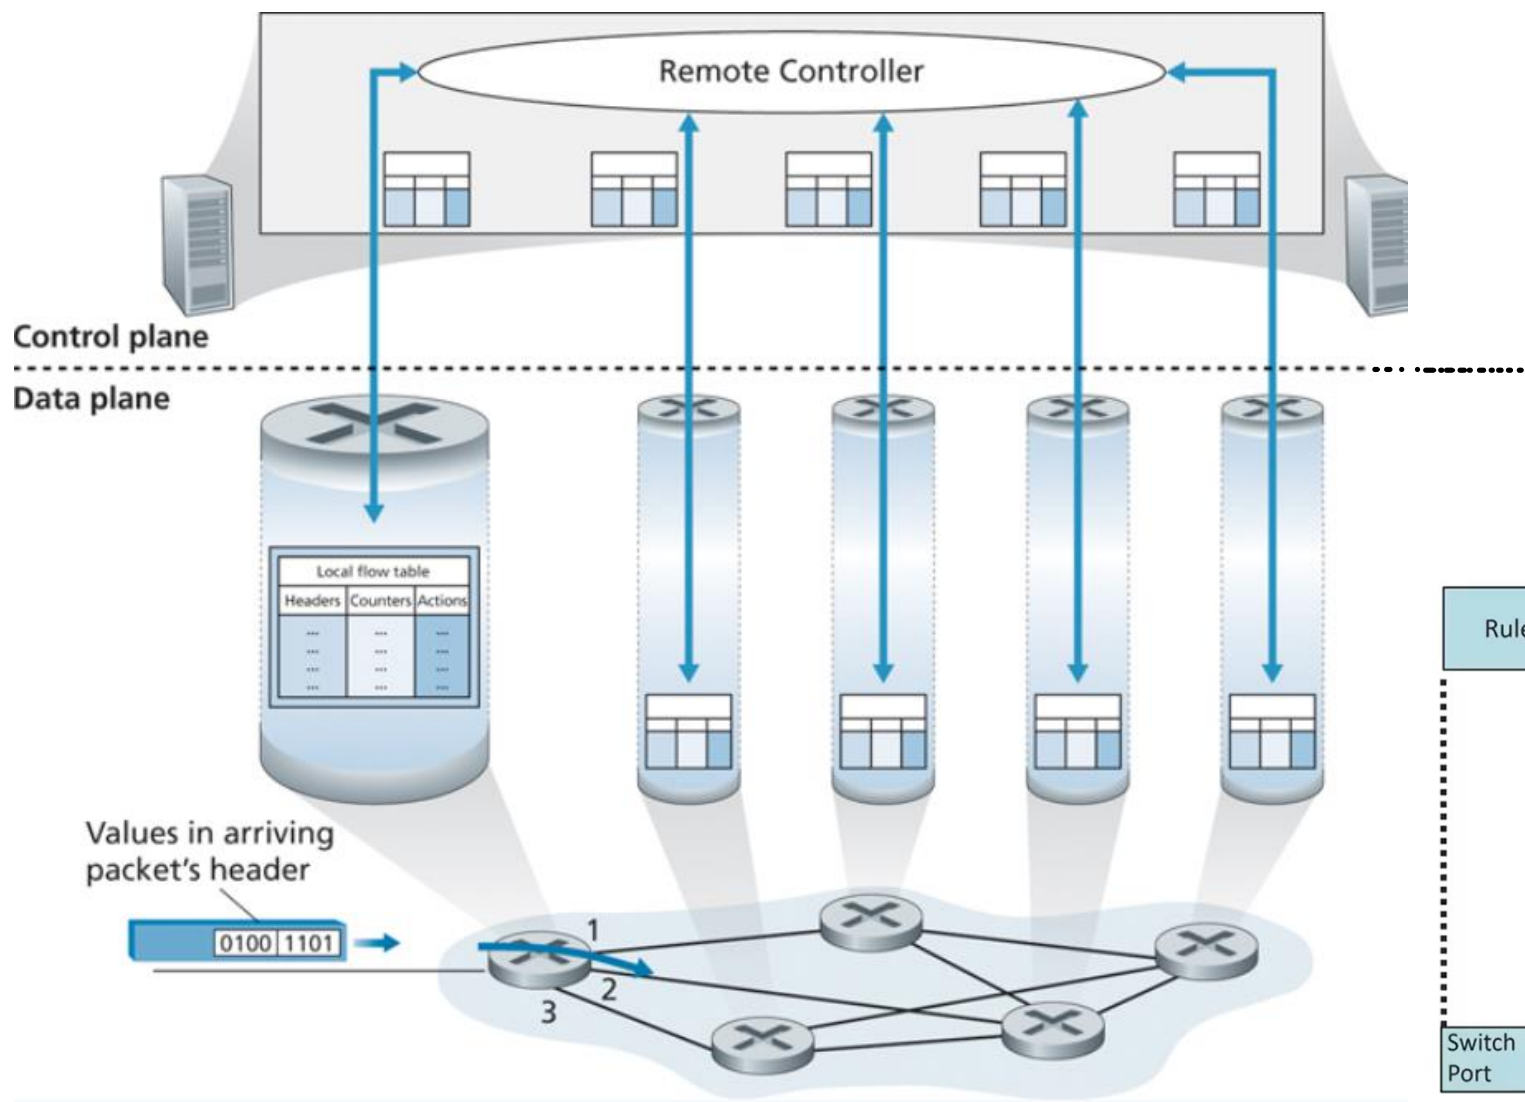 Remote Controller
Control plane
Data plane
Local flow table
Headers Counters Actions
... ... ...
... ... ...
... ... ...
... ... ...
Rule
Values in arriving
packet's header
0100 1101
1
2
3
Switch
Port